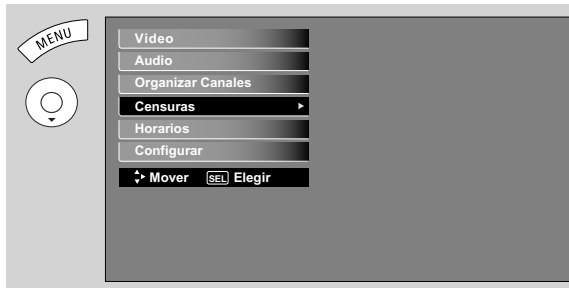 MENU
Video
Audio
Organizar Canales
Censuras
Horarios
Configurar
Mover SEL Elegir